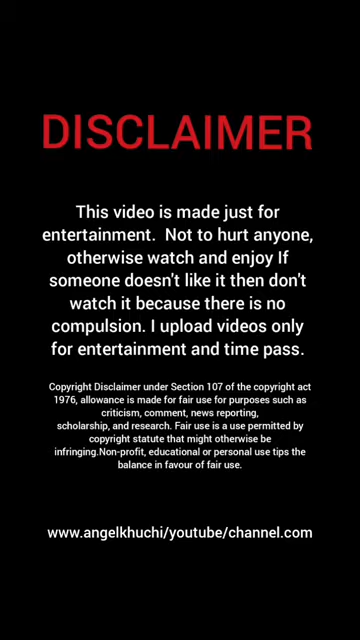 DISCLAIMER
This video is made just for
entertainment. Not to hurt anyone,
otherwise watch and enjoy If
someone doesn't like it then don't
watch it because there is no
compulsion. I upload videos only
for entertainment and time pass.
Copyright Disclaimer under Section 107 of the copyright act
1976, allowance is made for fair use for purposes such as
criticism, comment, news reporting,
scholarship, and research. Fair use is a use permitted by
copyright statute that might otherwise be
infringing.Non-profit, educational or personal use tips the
balance in favour of fair use.
www.angelkhuchi/youtube/channel.com